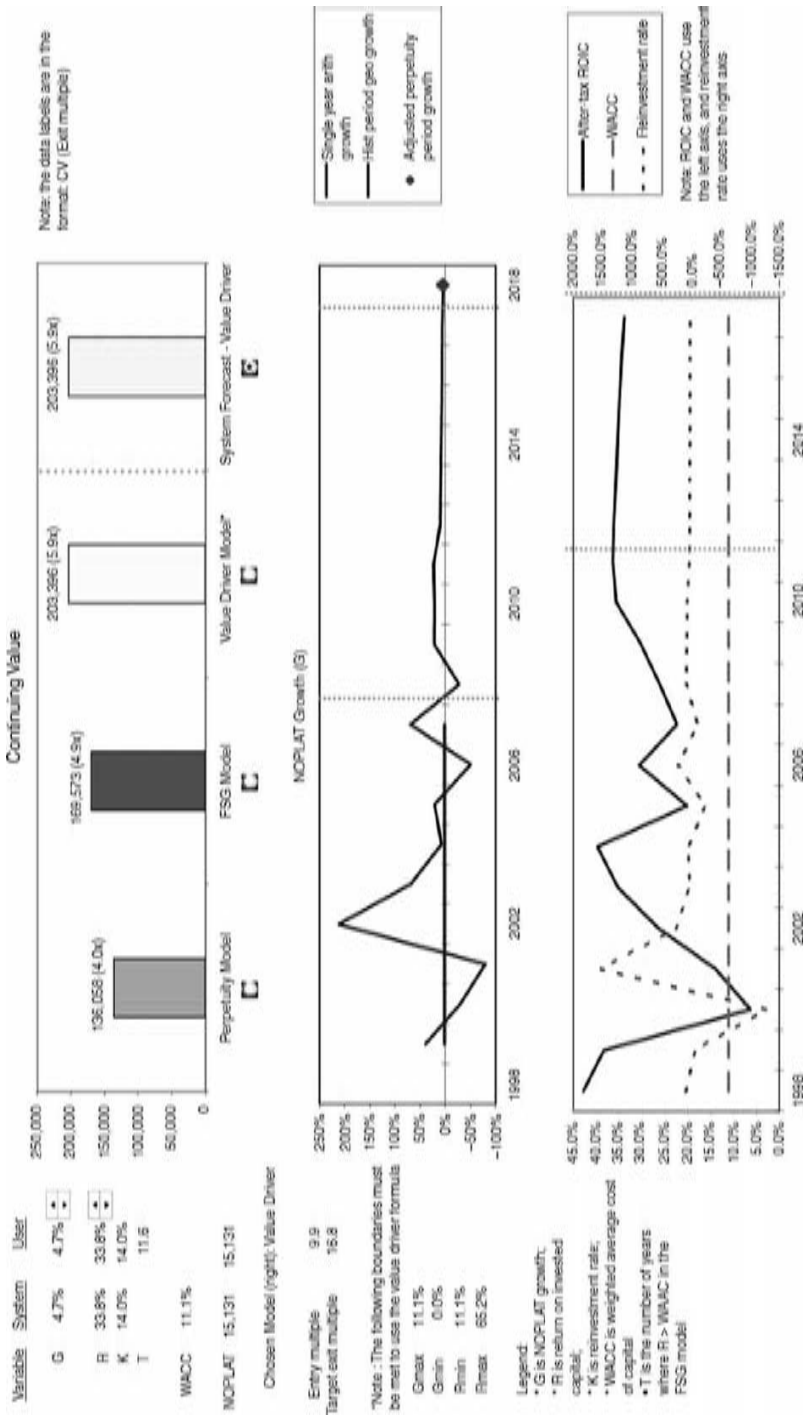 Continuing Value
Variable System User
G 4.7% 4.7%
R 33.8% 33.8%
K 14.0% 14.0%
T 11.6
WACC 11.1%
NOPLAT 15,131 15,131
Chosen Model (right): Value Driver
250,000
200,000
150,000
100,000
50,000
0
136,058 (4.0x)
169,573 (4.9x)
203,396 (5.9x)
203,396 (5.9x)
Perpetuity Model
FSG Model
Value Driver Model*
System Forecast - Value Driver
Note: the data labels are in the
format: CV (Exit multiple)
Entry multiple 9.9
Target exit multiple 16.8
*Note : The following boundaries must
be met to use the value driver formula
Gmax 11.1%
Gmin 0.0%
Rmin 11.1%
Rmax 65.2%
NOPLAT Growth (G)
250%
200%
150%
100%
50%
0%
-50%
-100%
1998 2002 2006 2010 2014 2018
Single year arith
growth
Hist period geo growth
Adjusted perpetuity
period growth
Legend:
* G is NOPLAT growth;
* R is return on invested
capital;
* K is reinvestment rate;
* WACC is weighted average cost
of capital
* T is the number of years
where R > WAAC in the
FSG model
45.0%
40.0%
35.0%
30.0%
25.0%
20.0%
15.0%
10.0%
5.0%
0.0%
1998 2002 2006 2010 2014
2000.0%
1500.0%
1000.0%
500.0%
0.0%
-500.0%
-1000.0%
-1500.0%
After tax ROIC
WACC
Reinvestment rate
Note: ROIC and WACC use
the left axis, and reinvestment
rate uses the right axis